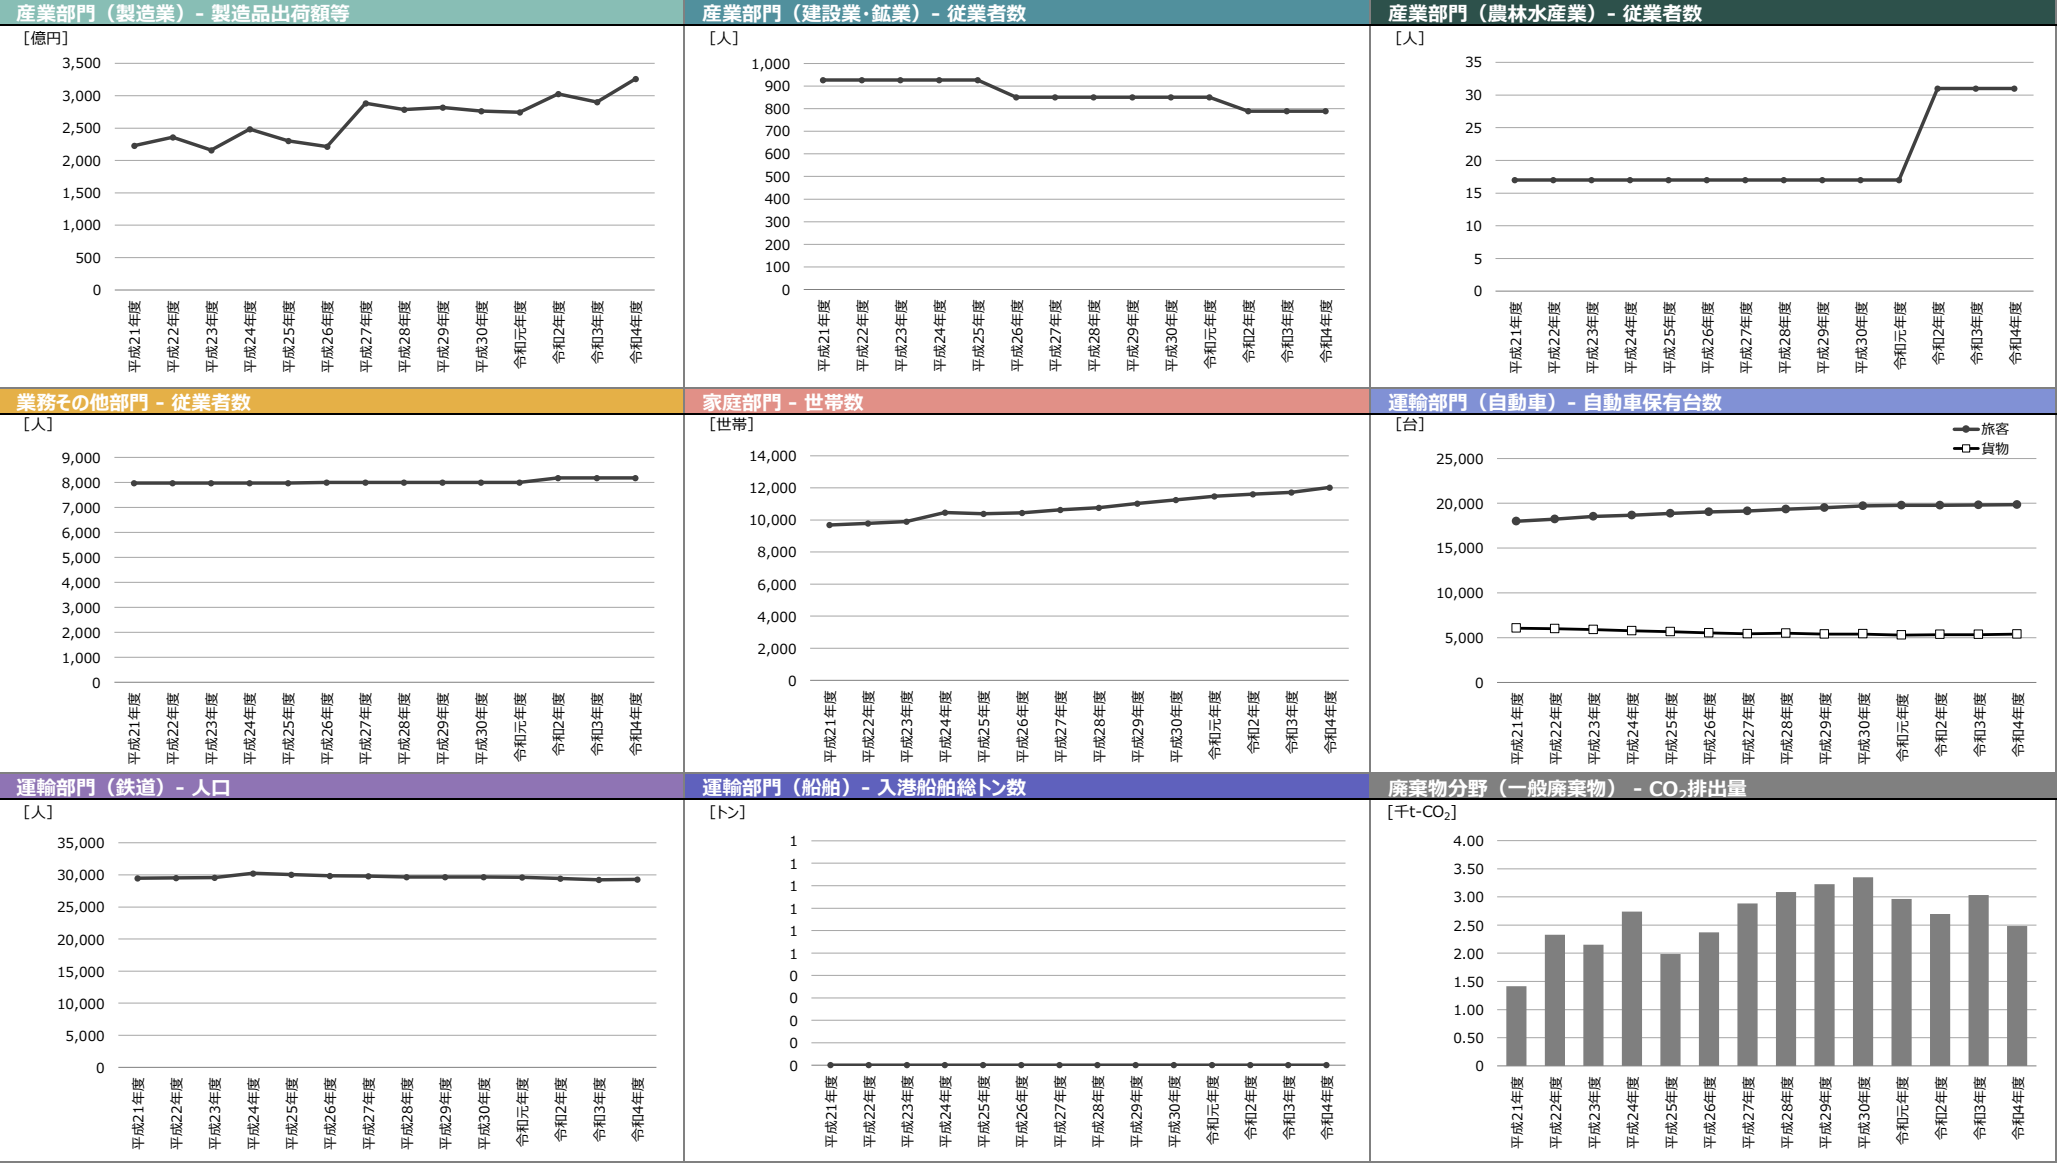 産業部門（製造業）- 製造品出荷額等
[億円]
3,500
3,000
2,500
2,000
1,500
1,000
500
0
平成21年度
平成22年度
平成23年度
平成24年度
平成25年度
平成26年度
平成27年度
平成28年度
平成29年度
平成30年度
令和元年度
令和2年度
令和3年度
令和4年度
産業部門（建設業･鉱業）- 従業者数
[人]
1,000
900
800
700
600
500
400
300
200
100
0
平成21年度
平成22年度
平成23年度
平成24年度
平成25年度
平成26年度
平成27年度
平成28年度
平成29年度
平成30年度
令和元年度
令和2年度
令和3年度
令和4年度
産業部門（農林水産業）- 従業者数
[人]
35
30
25
20
15
10
5
0
平成21年度
平成22年度
平成23年度
平成24年度
平成25年度
平成26年度
平成27年度
平成28年度
平成29年度
平成30年度
令和元年度
令和2年度
令和3年度
令和4年度
業務その他部門 - 従業者数
[人]
9,000
8,000
7,000
6,000
5,000
4,000
3,000
2,000
1,000
0
平成21年度
平成22年度
平成23年度
平成24年度
平成25年度
平成26年度
平成27年度
平成28年度
平成29年度
平成30年度
令和元年度
令和2年度
令和3年度
令和4年度
家庭部門 - 世帯数
[世帯]
14,000
12,000
10,000
8,000
6,000
4,000
2,000
0
平成21年度
平成22年度
平成23年度
平成24年度
平成25年度
平成26年度
平成27年度
平成28年度
平成29年度
平成30年度
令和元年度
令和2年度
令和3年度
令和4年度
運輸部門（自動車）- 自動車保有台数
[台]
旅客
貨物
25,000
20,000
15,000
10,000
5,000
0
平成21年度
平成22年度
平成23年度
平成24年度
平成25年度
平成26年度
平成27年度
平成28年度
平成29年度
平成30年度
令和元年度
令和2年度
令和3年度
令和4年度
運輸部門（鉄道）- 人口
[人]
35,000
30,000
25,000
20,000
15,000
10,000
5,000
0
平成21年度
平成22年度
平成23年度
平成24年度
平成25年度
平成26年度
平成27年度
平成28年度
平成29年度
平成30年度
令和元年度
令和2年度
令和3年度
令和4年度
運輸部門（船舶）- 入港船舶総トン数
[トン]
1
1
1
1
1
1
0
0
0
0
0
平成21年度
平成22年度
平成23年度
平成24年度
平成25年度
平成26年度
平成27年度
平成28年度
平成29年度
平成30年度
令和元年度
令和2年度
令和3年度
令和4年度
廃棄物分野（一般廃棄物） - CO₂排出量
[千t-CO₂]
4.00
3.50
3.00
2.50
2.00
1.50
1.00
0.50
0
平成21年度
平成22年度
平成23年度
平成24年度
平成25年度
平成26年度
平成27年度
平成28年度
平成29年度
平成30年度
令和元年度
令和2年度
令和3年度
令和4年度